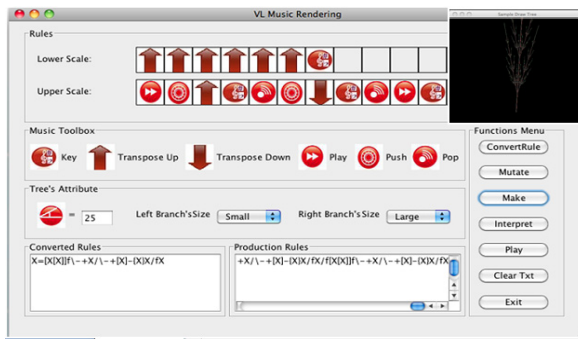 VL Music Rendering
Sample Draw Tree
Rules
Lower Scale:
Upper Scale:
Music Toolbox
Key Transpose Up Transpose Down Play Push Pop
Functions Menu
ConvertRule
Mutate
Make
Interpret
Play
Clear Txt
Exit
Tree's Attribute
= 25 Left Branch'sSize Small Right Branch'sSize Large
Converted Rules
X=[X[X]]f\-+X/\-+[X]-[X]X/fX
Production Rules
+X/\-+[X]-[X]X/fX/f[X[X]]f\-+X/\-+[X]-[X]X/fX